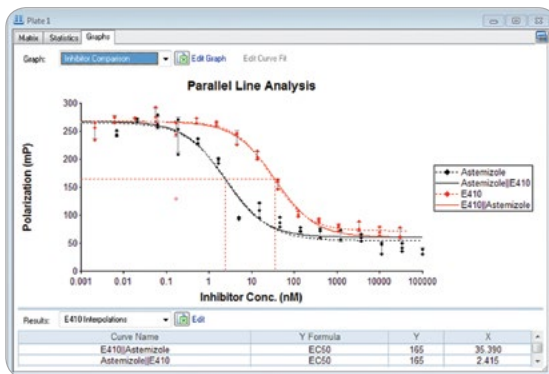 Plate 1
Matrix Statistics Graphs
Graph: Inhibitor Comparison Edit Graph Edit Curve Fit
Parallel Line Analysis
Polarization (mP)
300
250
200
150
100
50
0
0.001 0.01 0.1 1 10 100 1000 10000 100000
Inhibitor Conc. (nM)
Astemizole
Astemizole||E410
E410
E410||Astemizole
Results: E410 Interpolations Edit
Curve Name Y Formula Y X
E410||Astemizole EC50 165 35.390
Astemizole||E410 EC50 165 2.415